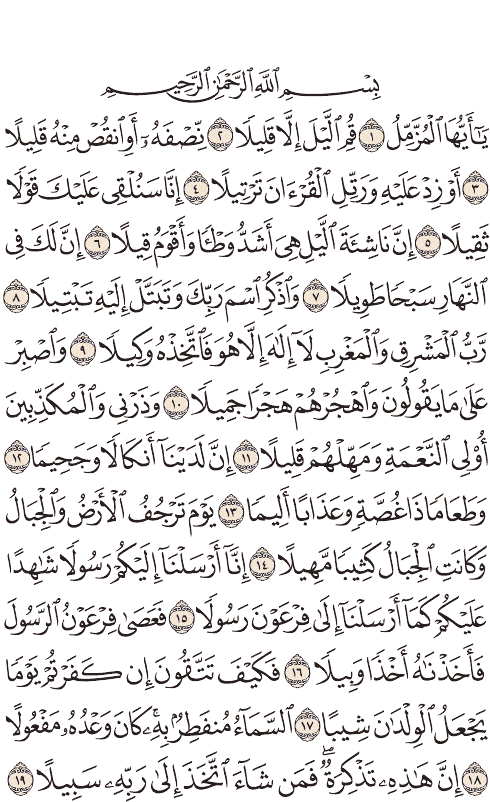 بِسْمِ ٱللَّهِ ٱلرَّحْمَٰنِ ٱلرَّحِيمِ
يَٰٓأَيُّهَا ٱلْمُزَّمِّلُ ١ قُمِ ٱلَّيْلَ إِلَّا قَلِيلًا ٢ نِّصْفَهُۥٓ أَوِ ٱنقُصْ مِنْهُ قَلِيلًا
٣ أَوْ زِدْ عَلَيْهِ وَرَتِّلِ ٱلْقُرْءَانَ تَرْتِيلًا ٤ إِنَّا سَنُلْقِى عَلَيْكَ قَوْلًا
ثَقِيلًا ٥ إِنَّ نَاشِئَةَ ٱلَّيْلِ هِىَ أَشَدُّ وَطْـًٔا وَأَقْوَمُ قِيلًا ٦ إِنَّ لَكَ فِى
ٱلنَّهَارِ سَبْحًا طَوِيلًا ٧ وَٱذْكُرِ ٱسْمَ رَبِّكَ وَتَبَتَّلْ إِلَيْهِ تَبْتِيلًا ٨
رَّبُّ ٱلْمَشْرِقِ وَٱلْمَغْرِبِ لَآ إِلَٰهَ إِلَّا هُوَ فَٱتَّخِذْهُ وَكِيلًا ٩ وَٱصْبِرْ
عَلَىٰ مَا يَقُولُونَ وَٱهْجُرْهُمْ هَجْرًا جَمِيلًا ١٠ وَذَرْنِى وَٱلْمُكَذِّبِينَ
أُو۟لِى ٱلنَّعْمَةِ وَمَهِّلْهُمْ قَلِيلًا ١١ إِنَّ لَدَيْنَآ أَنكَالًا وَجَحِيمًا ١٢
وَطَعَامًا ذَا غُصَّةٍ وَعَذَابًا أَلِيمًا ١٣ يَوْمَ تَرْجُفُ ٱلْأَرْضُ وَٱلْجِبَالُ
وَكَانَتِ ٱلْجِبَالُ كَثِيبًا مَّهِيلًا ١٤ إِنَّآ أَرْسَلْنَآ إِلَيْكُمْ رَسُولًا شَٰهِدًا
عَلَيْكُمْ كَمَآ أَرْسَلْنَآ إِلَىٰ فِرْعَوْنَ رَسُولًا ١٥ فَعَصَىٰ فِرْعَوْنُ ٱلرَّسُولَ
فَأَخَذْنَٰهُ أَخْذًا وَبِيلًا ١٦ فَكَيْفَ تَتَّقُونَ إِن كَفَرْتُمْ يَوْمًا
يَجْعَلُ ٱلْوِلْدَٰنَ شِيبًا ١٧ ٱلسَّمَآءُ مُنفَطِرٌۢ بِهِۦ ۚ كَانَ وَعْدُهُۥ مَفْعُولًا
١٨ إِنَّ هَٰذِهِۦ تَذْكِرَةٌ ۖ فَمَن شَآءَ ٱتَّخَذَ إِلَىٰ رَبِّهِۦ سَبِيلًا ١٩